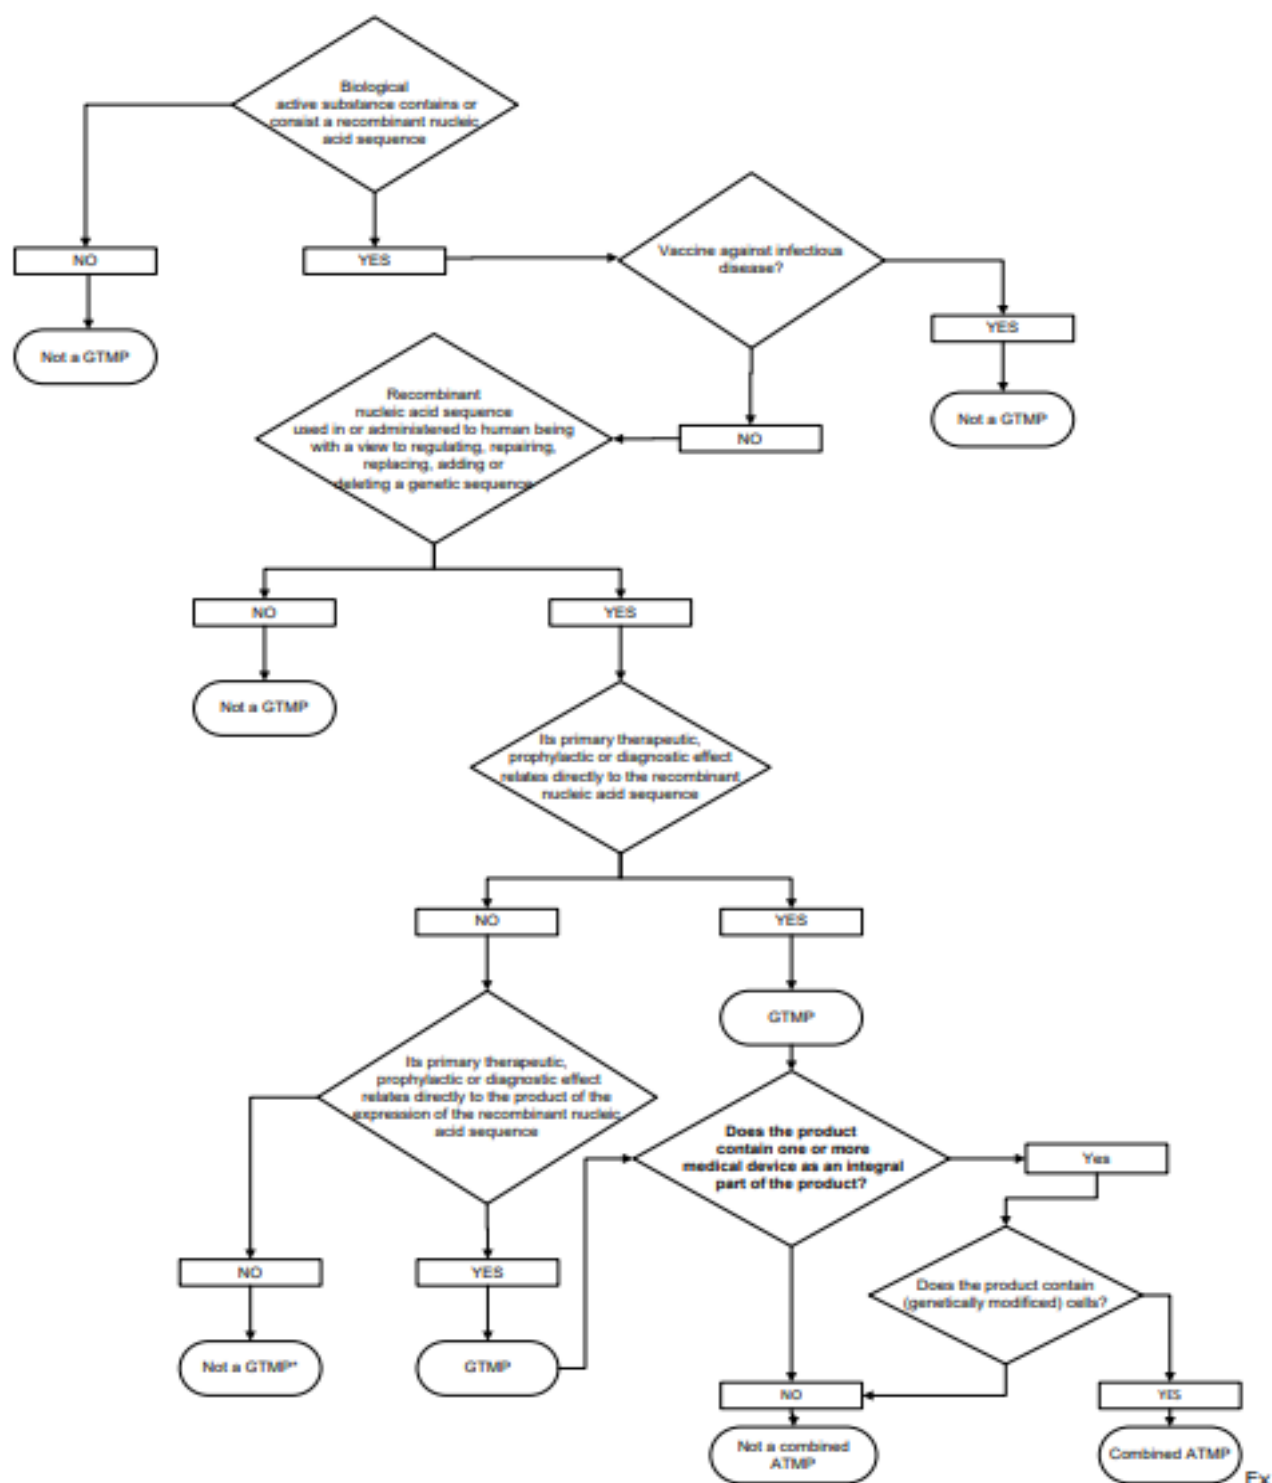 Biological
active substance contains or
consist a recombinant nucleic
acid sequence
NO
YES
Vaccine against infectious
disease?
YES
Not a GTMP
Not a GTMP
Recombinant
nucleic acid sequence
used in or administered to human being
with a view to regulating, repairing,
replacing, adding or
deleting a genetic sequence
NO
NO
YES
Not a GTMP
Its primary therapeutic,
prophylactic or diagnostic effect
relates directly to the recombinant
nucleic acid sequence
NO
YES
GTMP
Its primary therapeutic,
prophylactic or diagnostic effect
relates directly to the product of the
expression of the recombinant nucleic
acid sequence
Does the product
contain one or more
medical device as an integral
part of the product?
Yes
NO
YES
Does the product contain
(genetically modificed) cells?
Not a GTMP*
GTMP
NO
YES
Not a combined
ATMP
Combined ATMP
Ex